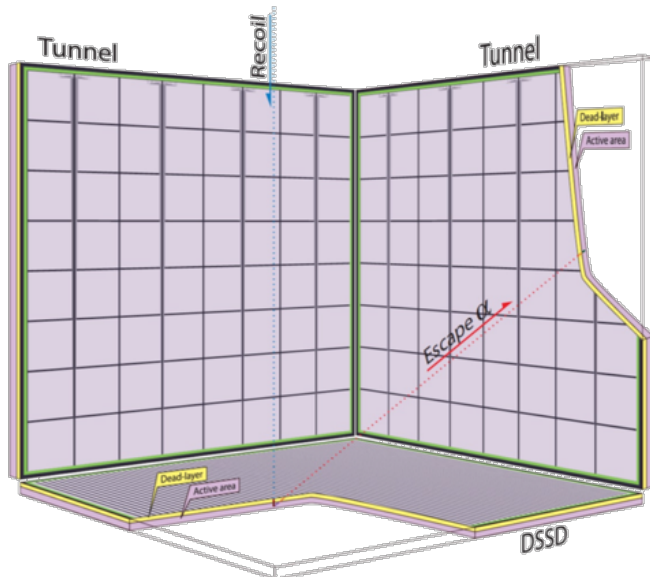 Tunnel
Recoil
Tunnel
Dead-layer
Active area
Escape α
Dead-layer
Active area
DSSD